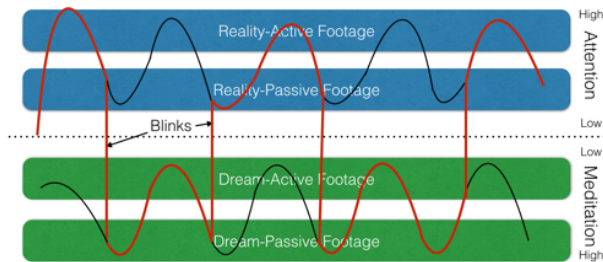 Reality-Active Footage
High
Reality-Passive Footage
Attention
Low
Blinks
Low
Dream-Active Footage
Meditation
Dream-Passive Footage
High